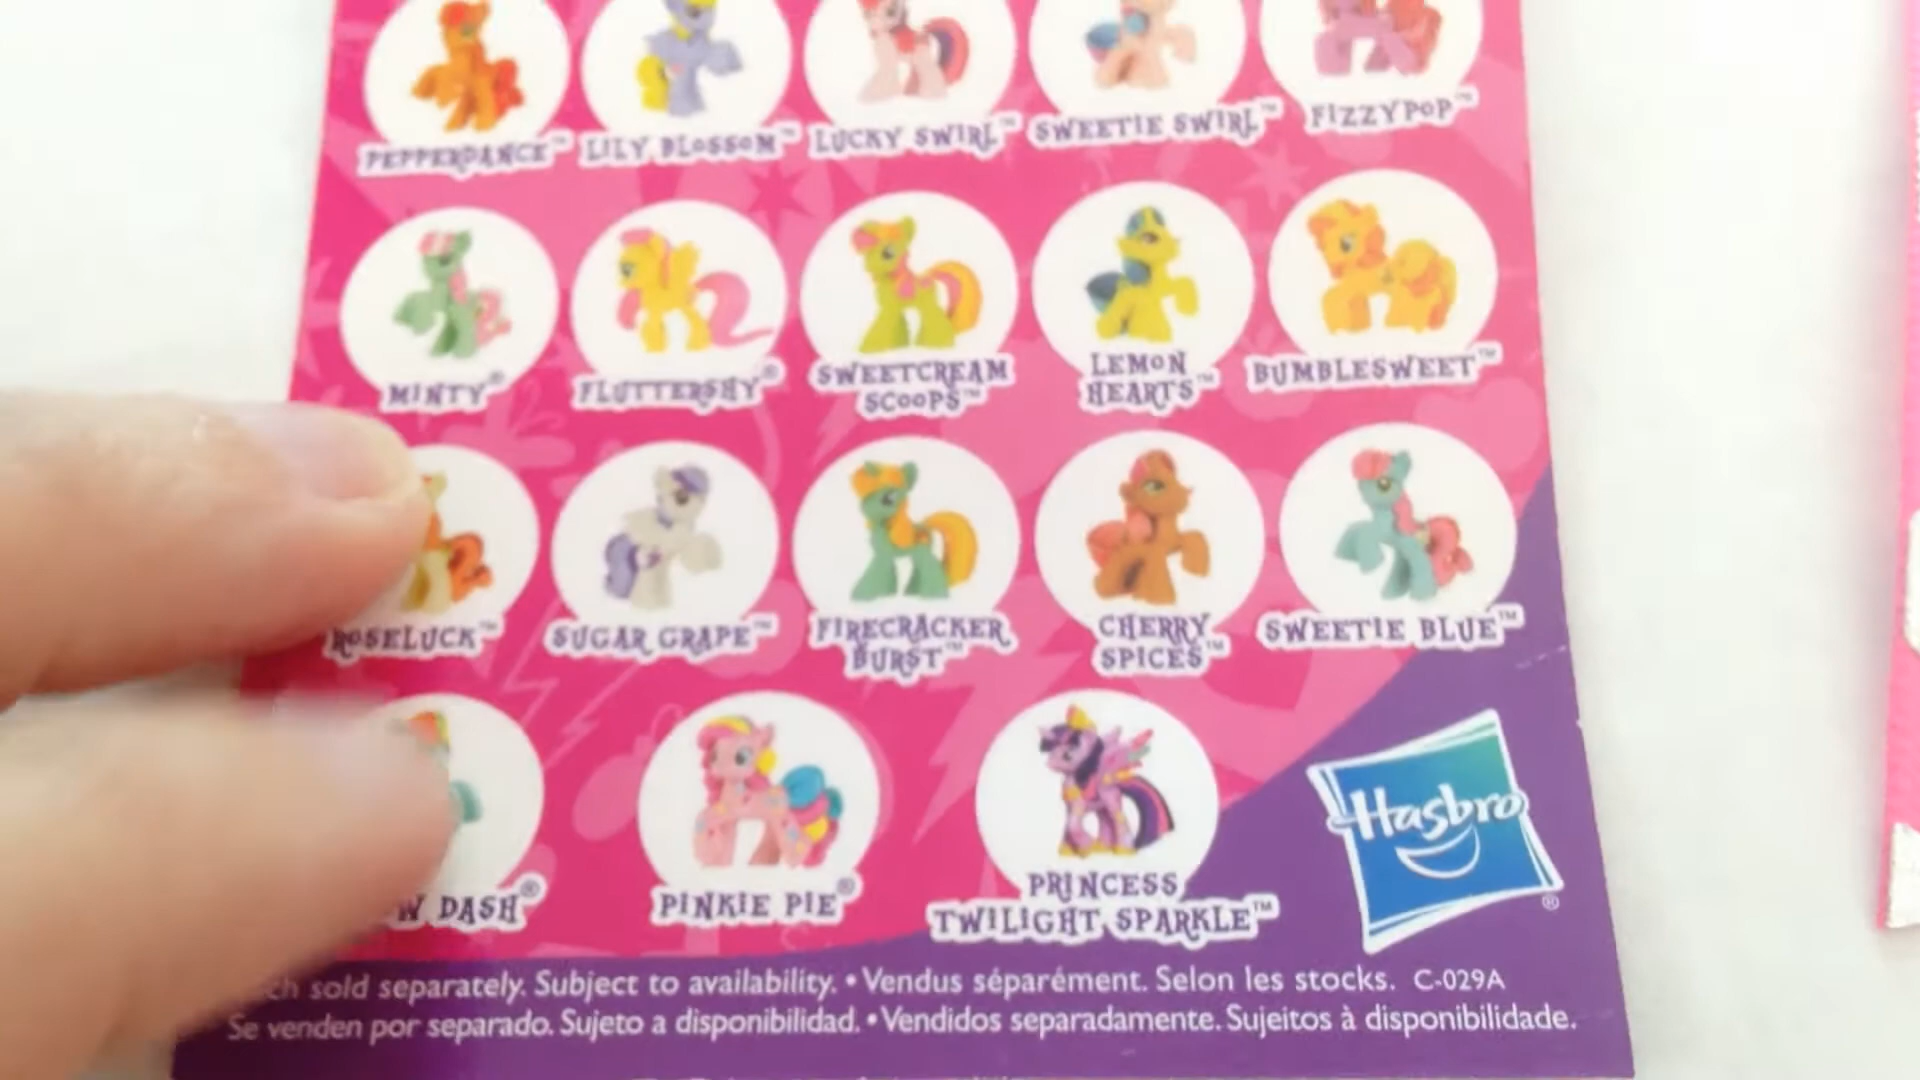 PEPPERDANCE™ LILY BLOSSOM™ LUCKY SWIRL™ SWEETIE SWIRL™ FIZZYPOP™
MINTY® FLUTTERSHY® SWEETCREAM SCOOPS™ LEMON HEARTS™ BUMBLESWEET™
ROSELUCK™ SUGAR GRAPE™ FIRECRACKER BURST™ CHERRY SPICES™ SWEETIE BLUE™
W DASH® PINKIE PIE® PRINCESS TWILIGHT SPARKLE™
Hasbro®
ch sold separately. Subject to availability. • Vendus séparément. Selon les stocks. C-029A
Se venden por separado. Sujeto a disponibilidad. • Vendidos separadamente. Sujeitos à disponibilidade.